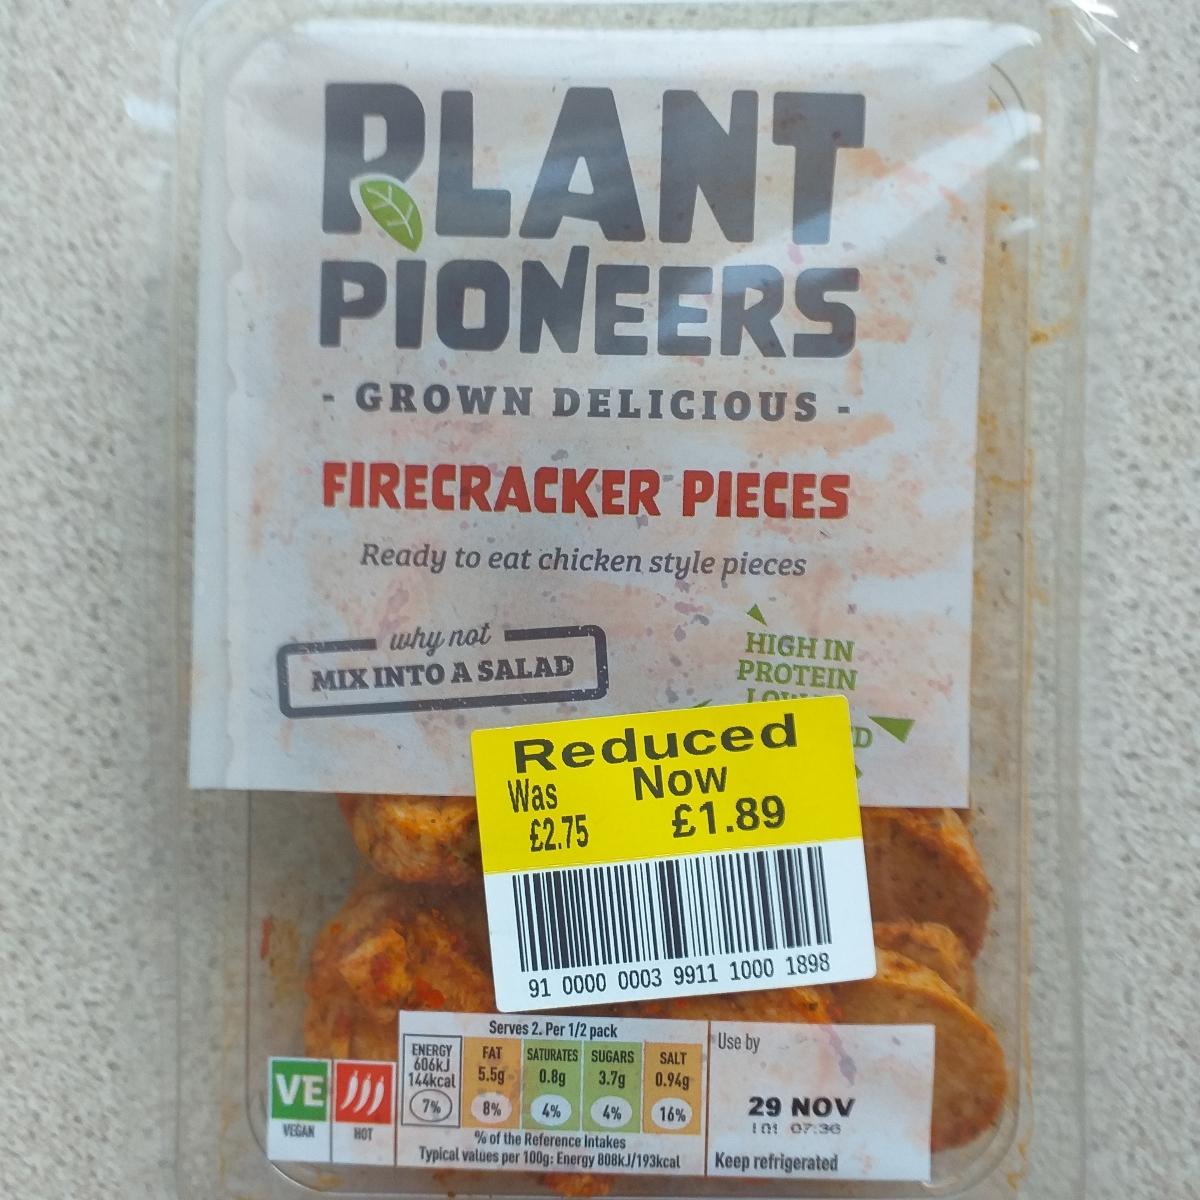 PLANT
PIONEERS
- GROWN DELICIOUS -
FIRECRACKER PIECES
Ready to eat chicken style pieces
why not
MIX INTO A SALAD
HIGH IN
PROTEIN
Reduced
Was Now
£2.75 £1.89
91 0000 0003 9911 1000 1898
Serves 2. Per 1/2 pack
ENERGY
606kJ
144kcal
7%
FAT
5.5g
8%
SATURATES
0.8g
4%
SUGARS
3.7g
4%
SALT
0.94g
16%
% of the Reference Intakes
Typical values per 100g: Energy 808kJ/193kcal
VE
VEGAN
HOT
Use by
29 NOV
07:36
Keep refrigerated